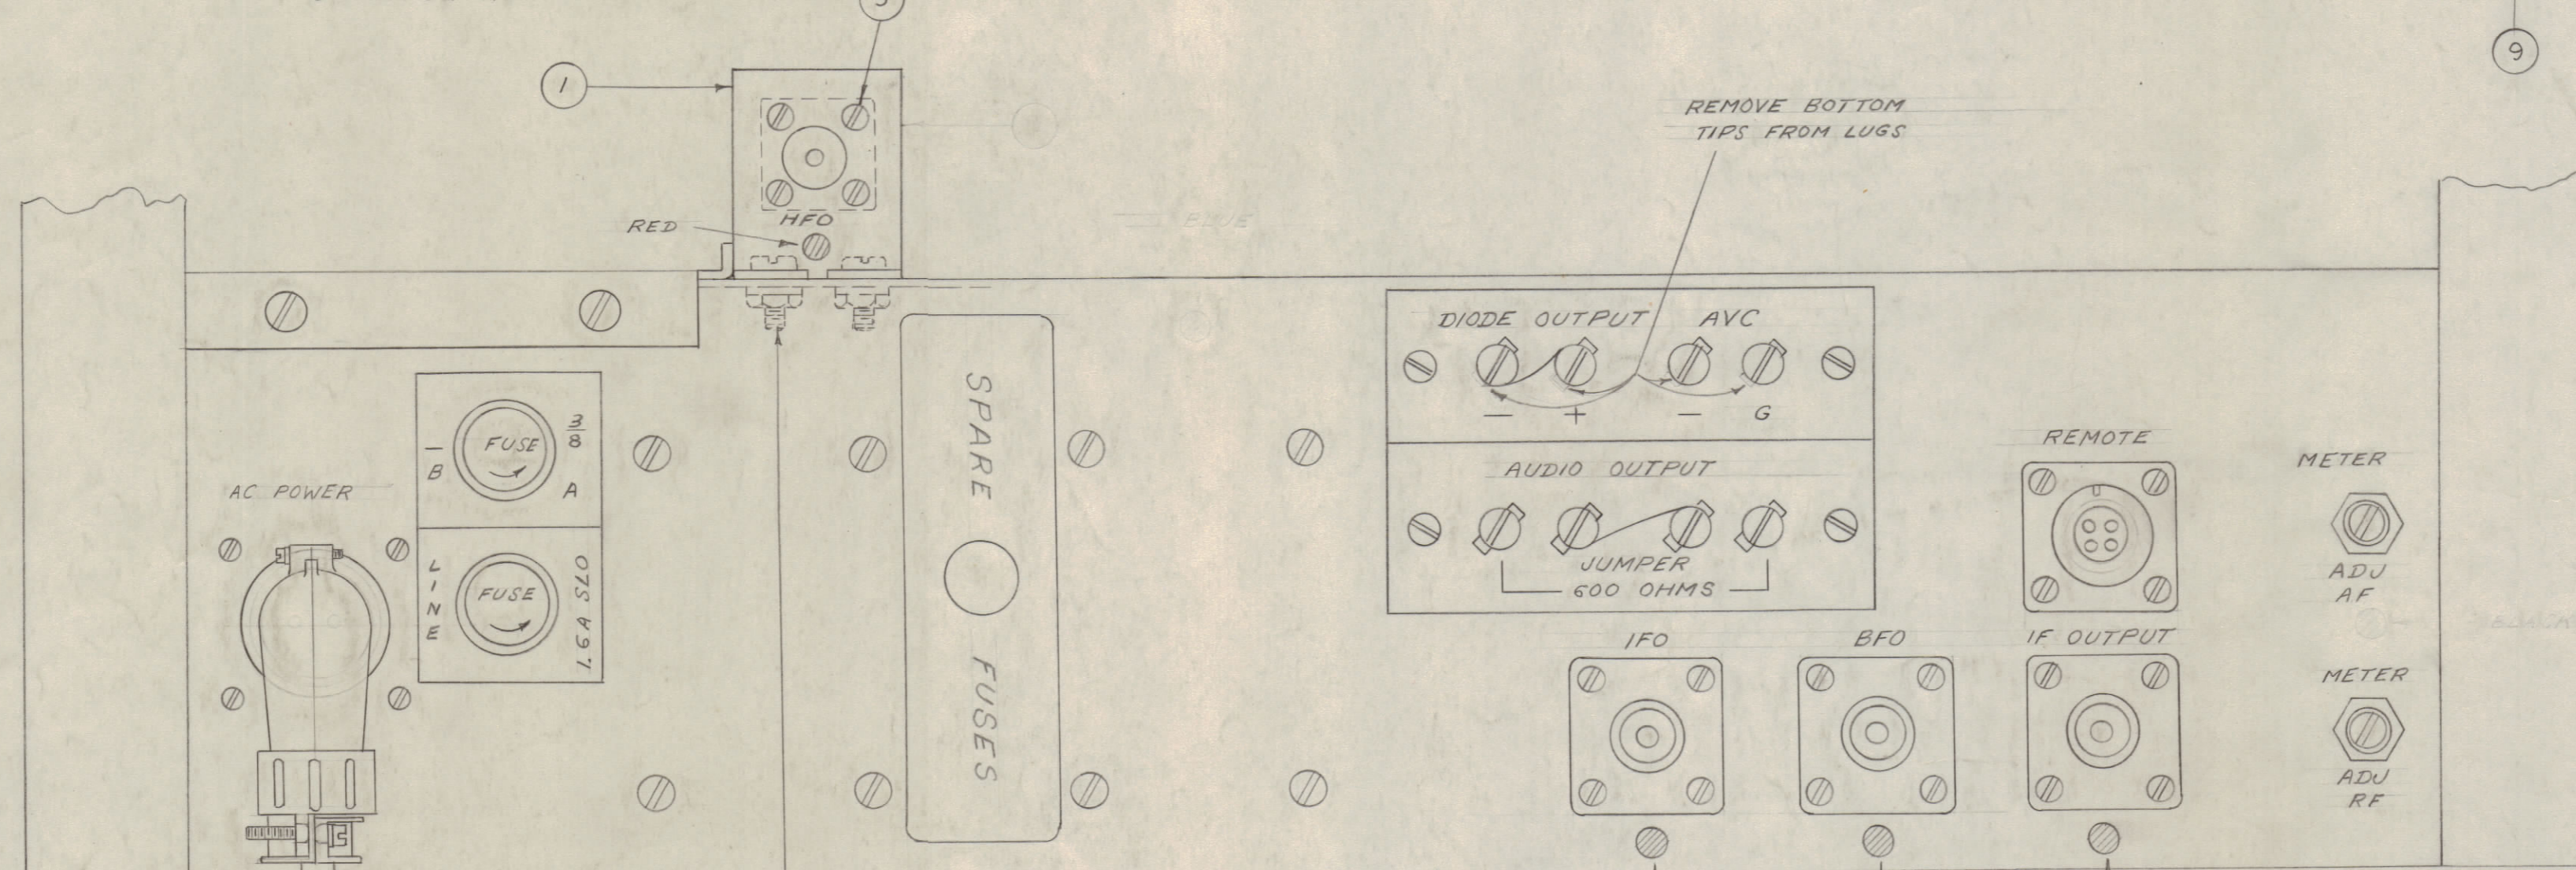 1
9
REMOVE BOTTOM
TIPS FROM LUGS
HFO
RED
BLUE
DIODE OUTPUT AVC
— + — G
AUDIO OUTPUT
JUMPER
600 OHMS
SPARE FUSES
AC POWER
— B
FUSE
3/8
A
LINE
FUSE
1.6A SLO
REMOTE
METER
ADJ
AF
IFO
BFO
IF OUTPUT
METER
ADJ
RF